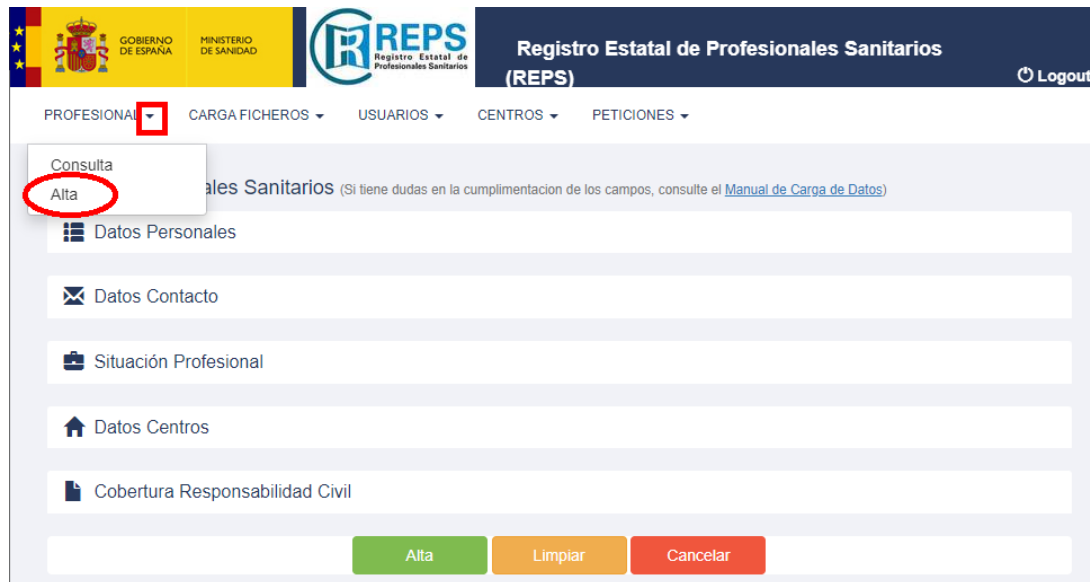 GOBIERNO
DE ESPAÑA
MINISTERIO
DE SANIDAD
REPS
Registro Estatal de
Profesionales Sanitarios
Registro Estatal de Profesionales Sanitarios
(REPS)
Logout
PROFESIONAL CARGA FICHEROS USUARIOS CENTROS PETICIONES
Consulta
Alta
ales Sanitarios (Si tiene dudas en la cumplimentacion de los campos, consulte el Manual de Carga de Datos)
Datos Personales
Datos Contacto
Situación Profesional
Datos Centros
Cobertura Responsabilidad Civil
Alta Limpiar Cancelar